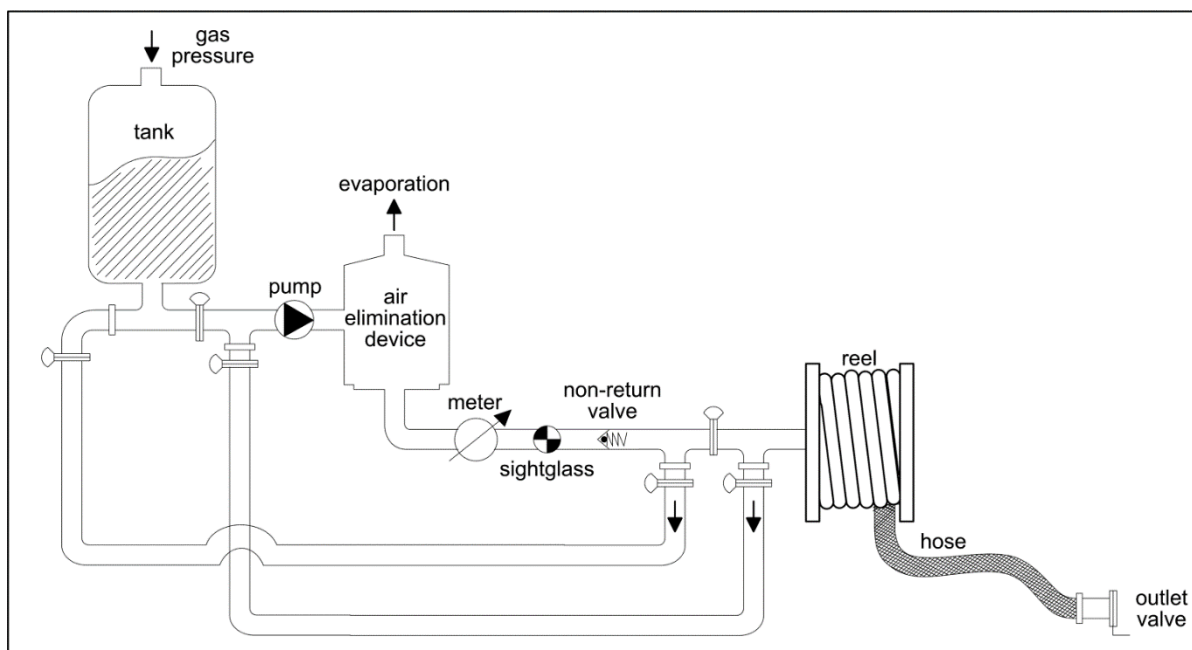 gas
pressure
tank
evaporation
pump
air
elimination
device
reel
meter
non-return
valve
sightglass
hose
outlet
valve